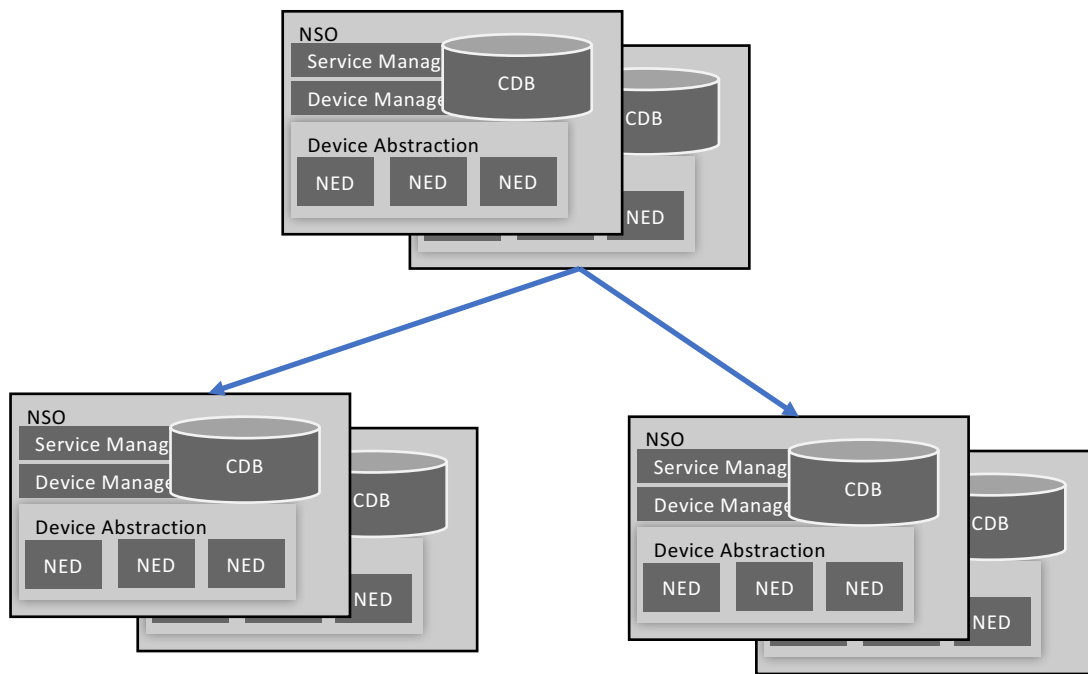 NSO
Service Manag
CDB
Device Manage
CDB
Device Abstraction
NED NED NED
NED
NSO
Service Manag
CDB
Device Manage
CDB
Device Abstraction
NED NED NED
NED
NSO
Service Manag
CDB
Device Manage
CDB
Device Abstraction
NED NED NED
NED